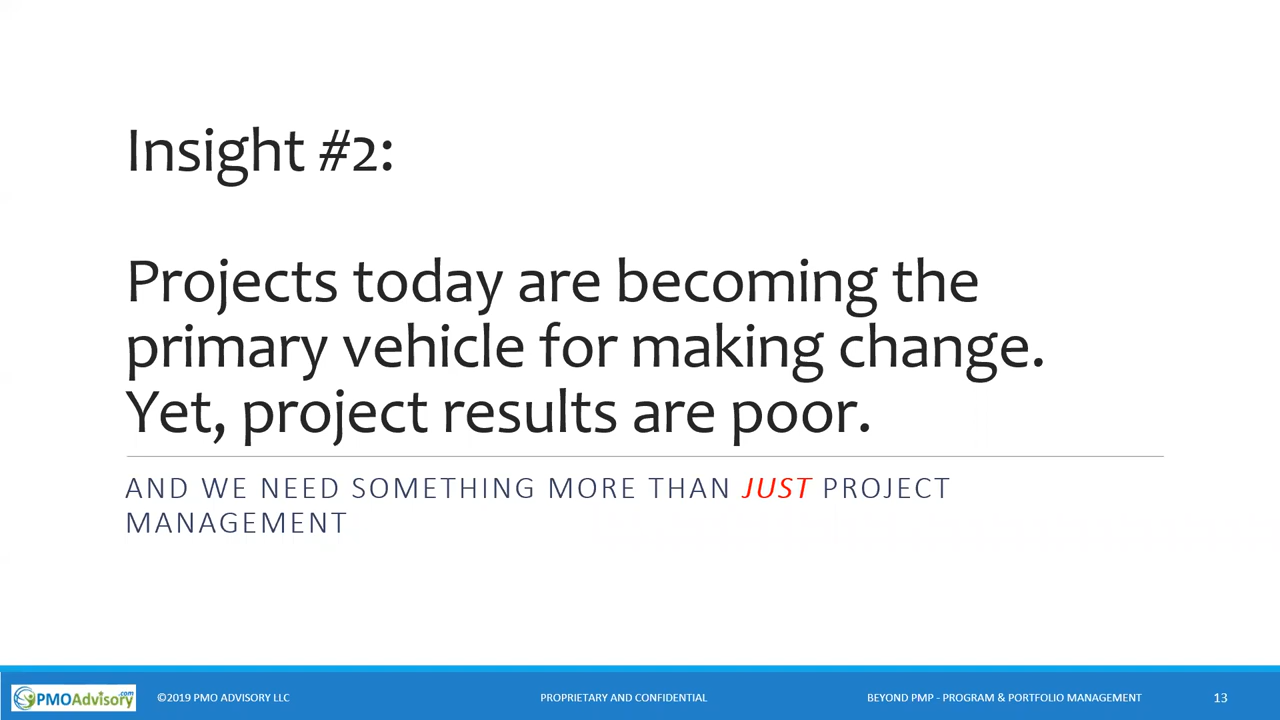 Insight #2:
Projects today are becoming the
primary vehicle for making change.
Yet, project results are poor.
AND WE NEED SOMETHING MORE THAN JUST PROJECT
MANAGEMENT
PMOAdvisory.com
©2019 PMO ADVISORY LLC
PROPRIETARY AND CONFIDENTIAL
BEYOND PMP - PROGRAM & PORTFOLIO MANAGEMENT
13